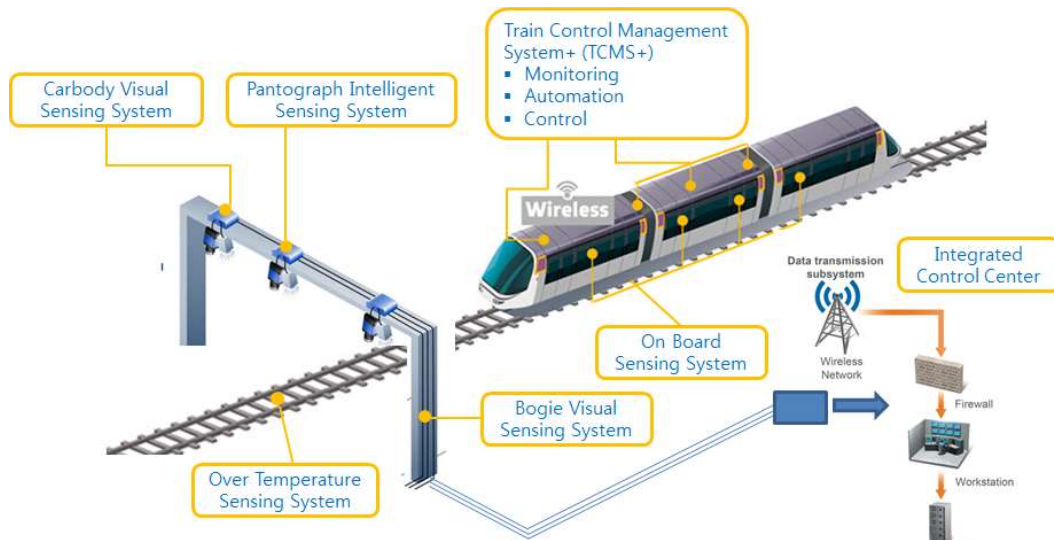 Train Control Management
System+ (TCMS+)
▪ Monitoring
▪ Automation
▪ Control
Carbody Visual
Sensing System
Pantograph Intelligent
Sensing System
Wireless
Integrated
Control Center
Data transmission
subsystem
Wireless
Network
On Board
Sensing System
Firewall
Bogie Visual
Sensing System
Over Temperature
Sensing System
Workstation